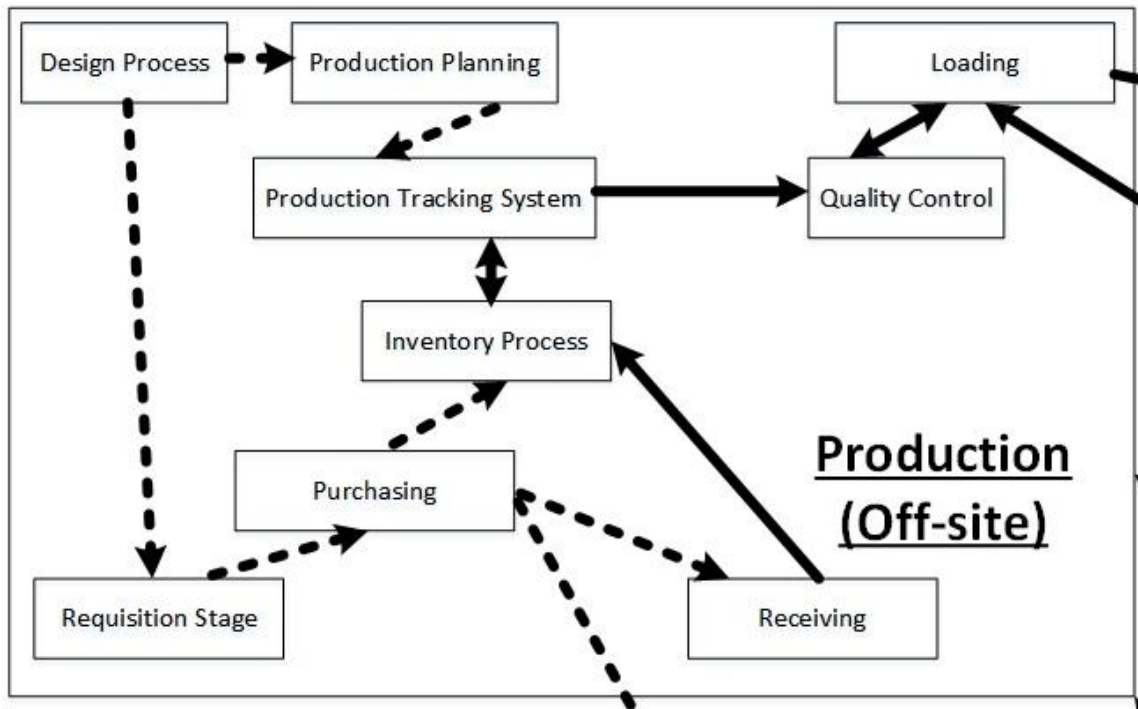 Design Process
Production Planning
Loading
Production Tracking System
Quality Control
Inventory Process
Production
(Off-site)
Purchasing
Requisition Stage
Receiving